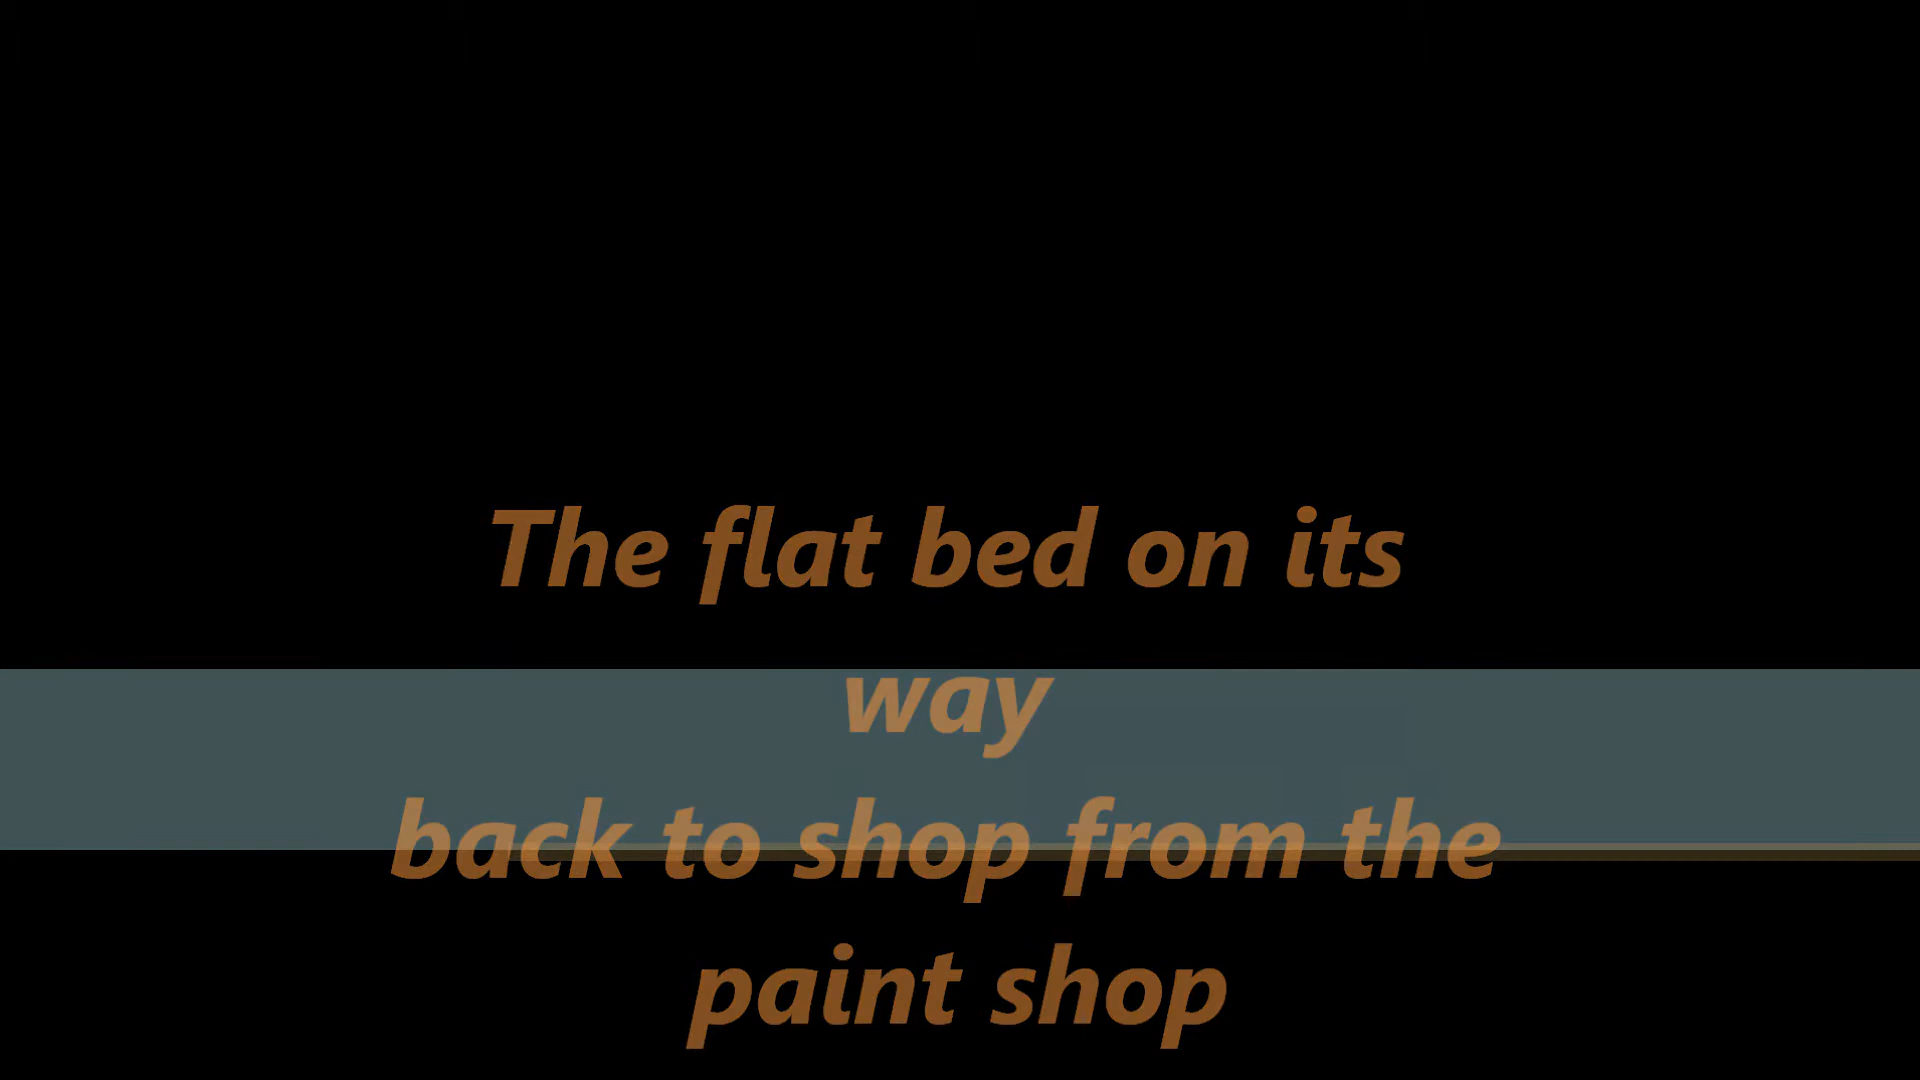 The flat bed on its
way
back to shop from the
paint shop